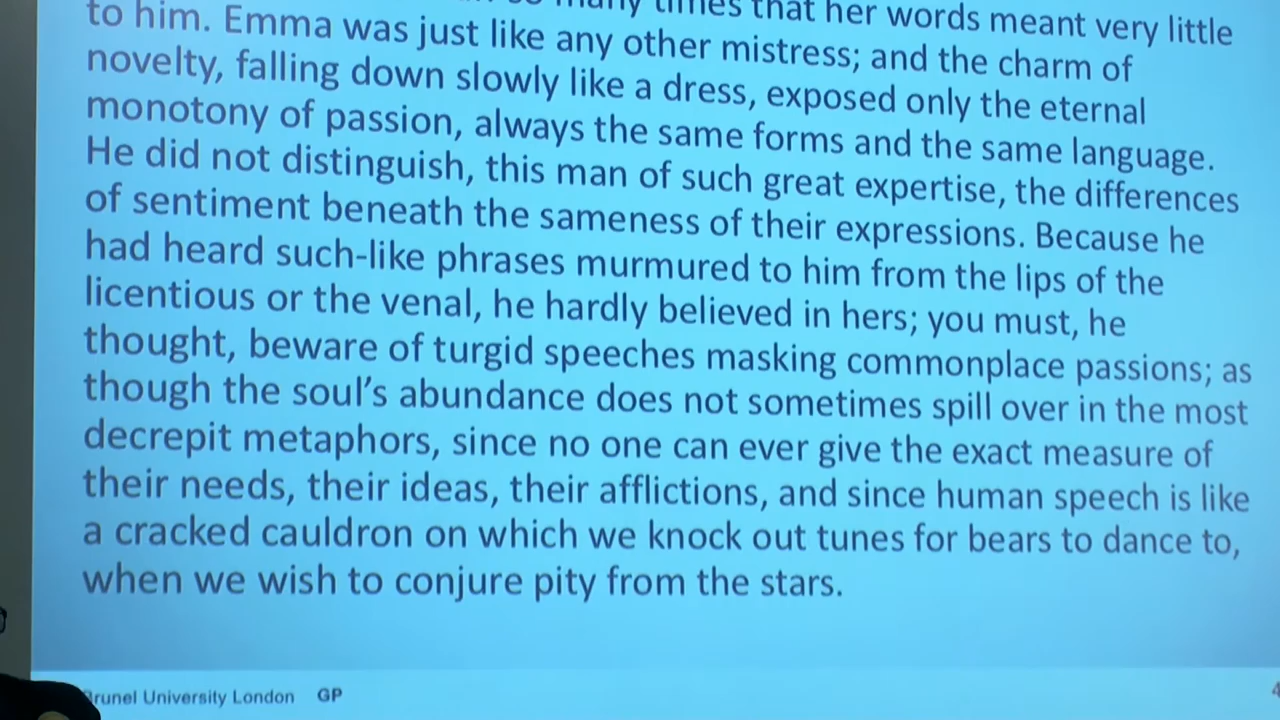 many times that her words meant very little
to him. Emma was just like any other mistress; and the charm of
novelty, falling down slowly like a dress, exposed only the eternal
monotony of passion, always the same forms and the same language.
He did not distinguish, this man of such great expertise, the differences
of sentiment beneath the sameness of their expressions. Because he
had heard such-like phrases murmured to him from the lips of the
licentious or the venal, he hardly believed in hers; you must, he
thought, beware of turgid speeches masking commonplace passions; as
though the soul's abundance does not sometimes spill over in the most
decrepit metaphors, since no one can ever give the exact measure of
their needs, their ideas, their afflictions, and since human speech is like
a cracked cauldron on which we knock out tunes for bears to dance to,
when we wish to conjure pity from the stars.
Brunel University London GP